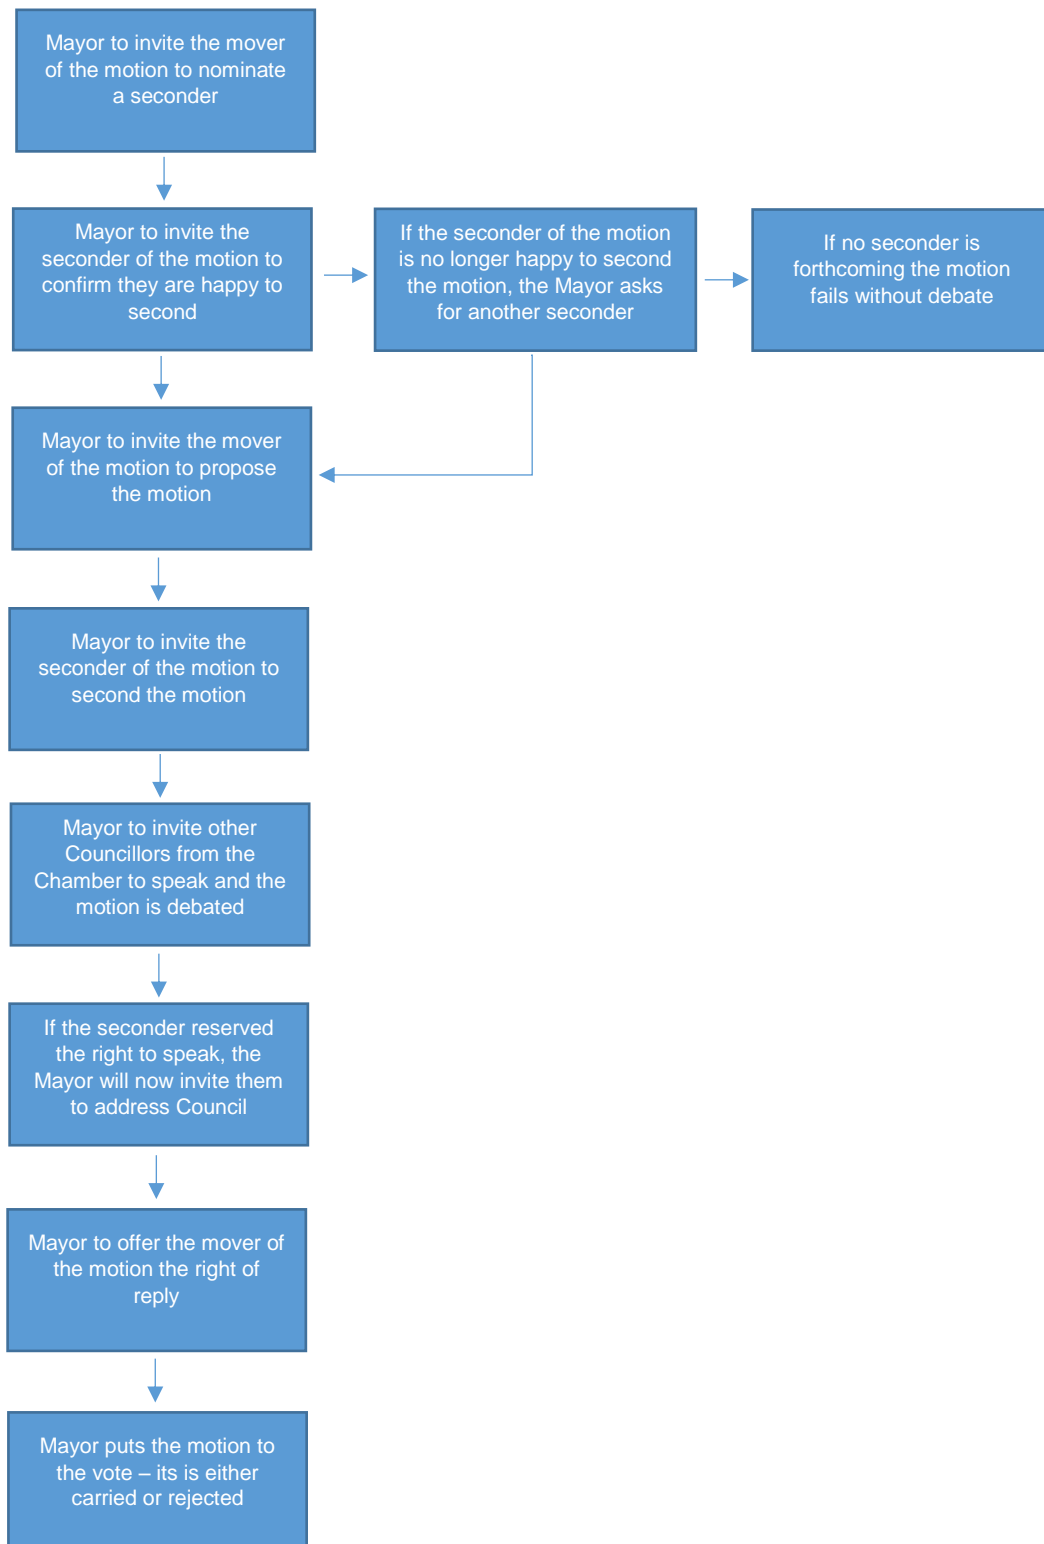 Mayor to invite the mover
of the motion to nominate
a seconder
Mayor to invite the
seconder of the motion to
confirm they are happy to
second
If the seconder of the motion
is no longer happy to second
the motion, the Mayor asks
for another seconder
If no seconder is
forthcoming the motion
fails without debate
Mayor to invite the mover
of the motion to propose
the motion
Mayor to invite the
seconder of the motion to
second the motion
Mayor to invite other
Councillors from the
Chamber to speak and the
motion is debated
If the seconder reserved
the right to speak, the
Mayor will now invite them
to address Council
Mayor to offer the mover of
the motion the right of
reply
Mayor puts the motion to
the vote – its is either
carried or rejected